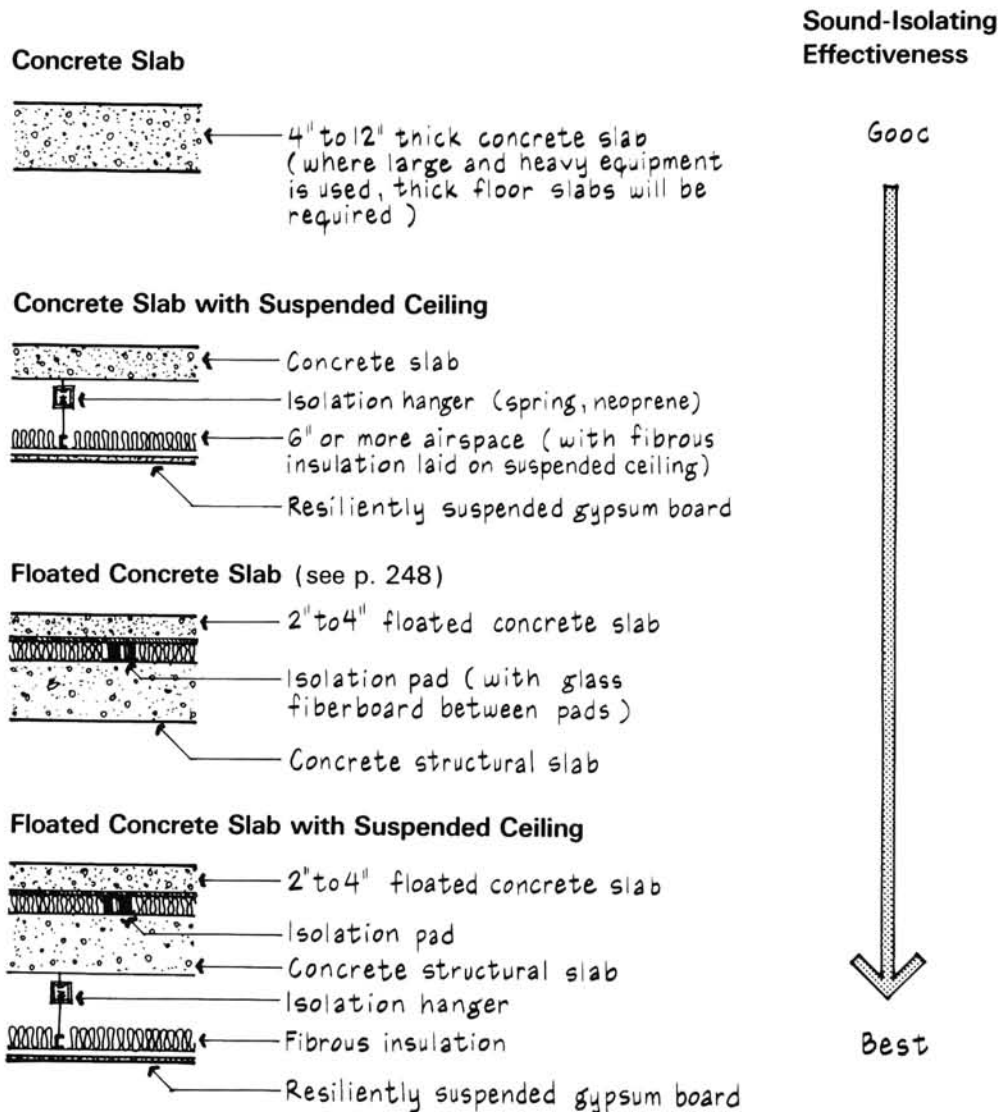 Sound-Isolating
Effectiveness
Concrete Slab
4" to 12" thick concrete slab
(where large and heavy equipment
is used, thick floor slabs will be
required)
Gooc
Concrete Slab with Suspended Ceiling
Concrete slab
Isolation hanger (spring, neoprene)
6" or more airspace (with fibrous
insulation laid on suspended ceiling)
Resiliently suspended gypsum board
Floated Concrete Slab (see p. 248)
2" to 4" floated concrete slab
Isolation pad (with glass
fiberboard between pads)
Concrete structural slab
Floated Concrete Slab with Suspended Ceiling
2" to 4" floated concrete slab
Isolation pad
Concrete structural slab
Isolation hanger
Fibrous insulation
Best
Resiliently suspended gypsum board